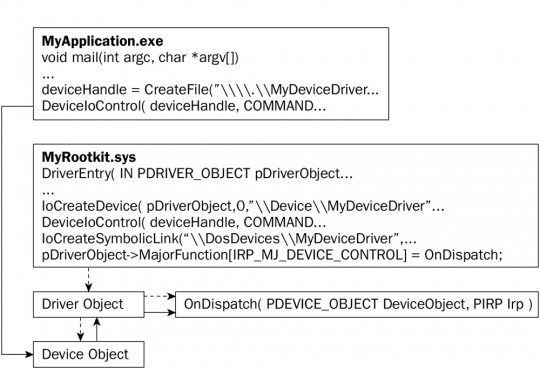 MyApplication.exe
void mail(int argc, char *argv[])
...
deviceHandle = CreateFile("\\\\.\\MyDeviceDriver...
DeviceIoControl( deviceHandle, COMMAND...
MyRootkit.sys
DriverEntry( IN PDRIVER_OBJECT pDriverObject...
...
IoCreateDevice( pDriverObject,0,"\\Device\\MyDeviceDriver"...
DeviceIoControl( deviceHandle, COMMAND...
IoCreateSymbolicLink(“\\DosDevices\\MyDeviceDriver”,...
pDriverObject->MajorFunction[IRP_MJ_DEVICE_CONTROL] = OnDispatch;
Driver Object
OnDispatch( PDEVICE_OBJECT DeviceObject, PIRP Irp )
Device Object